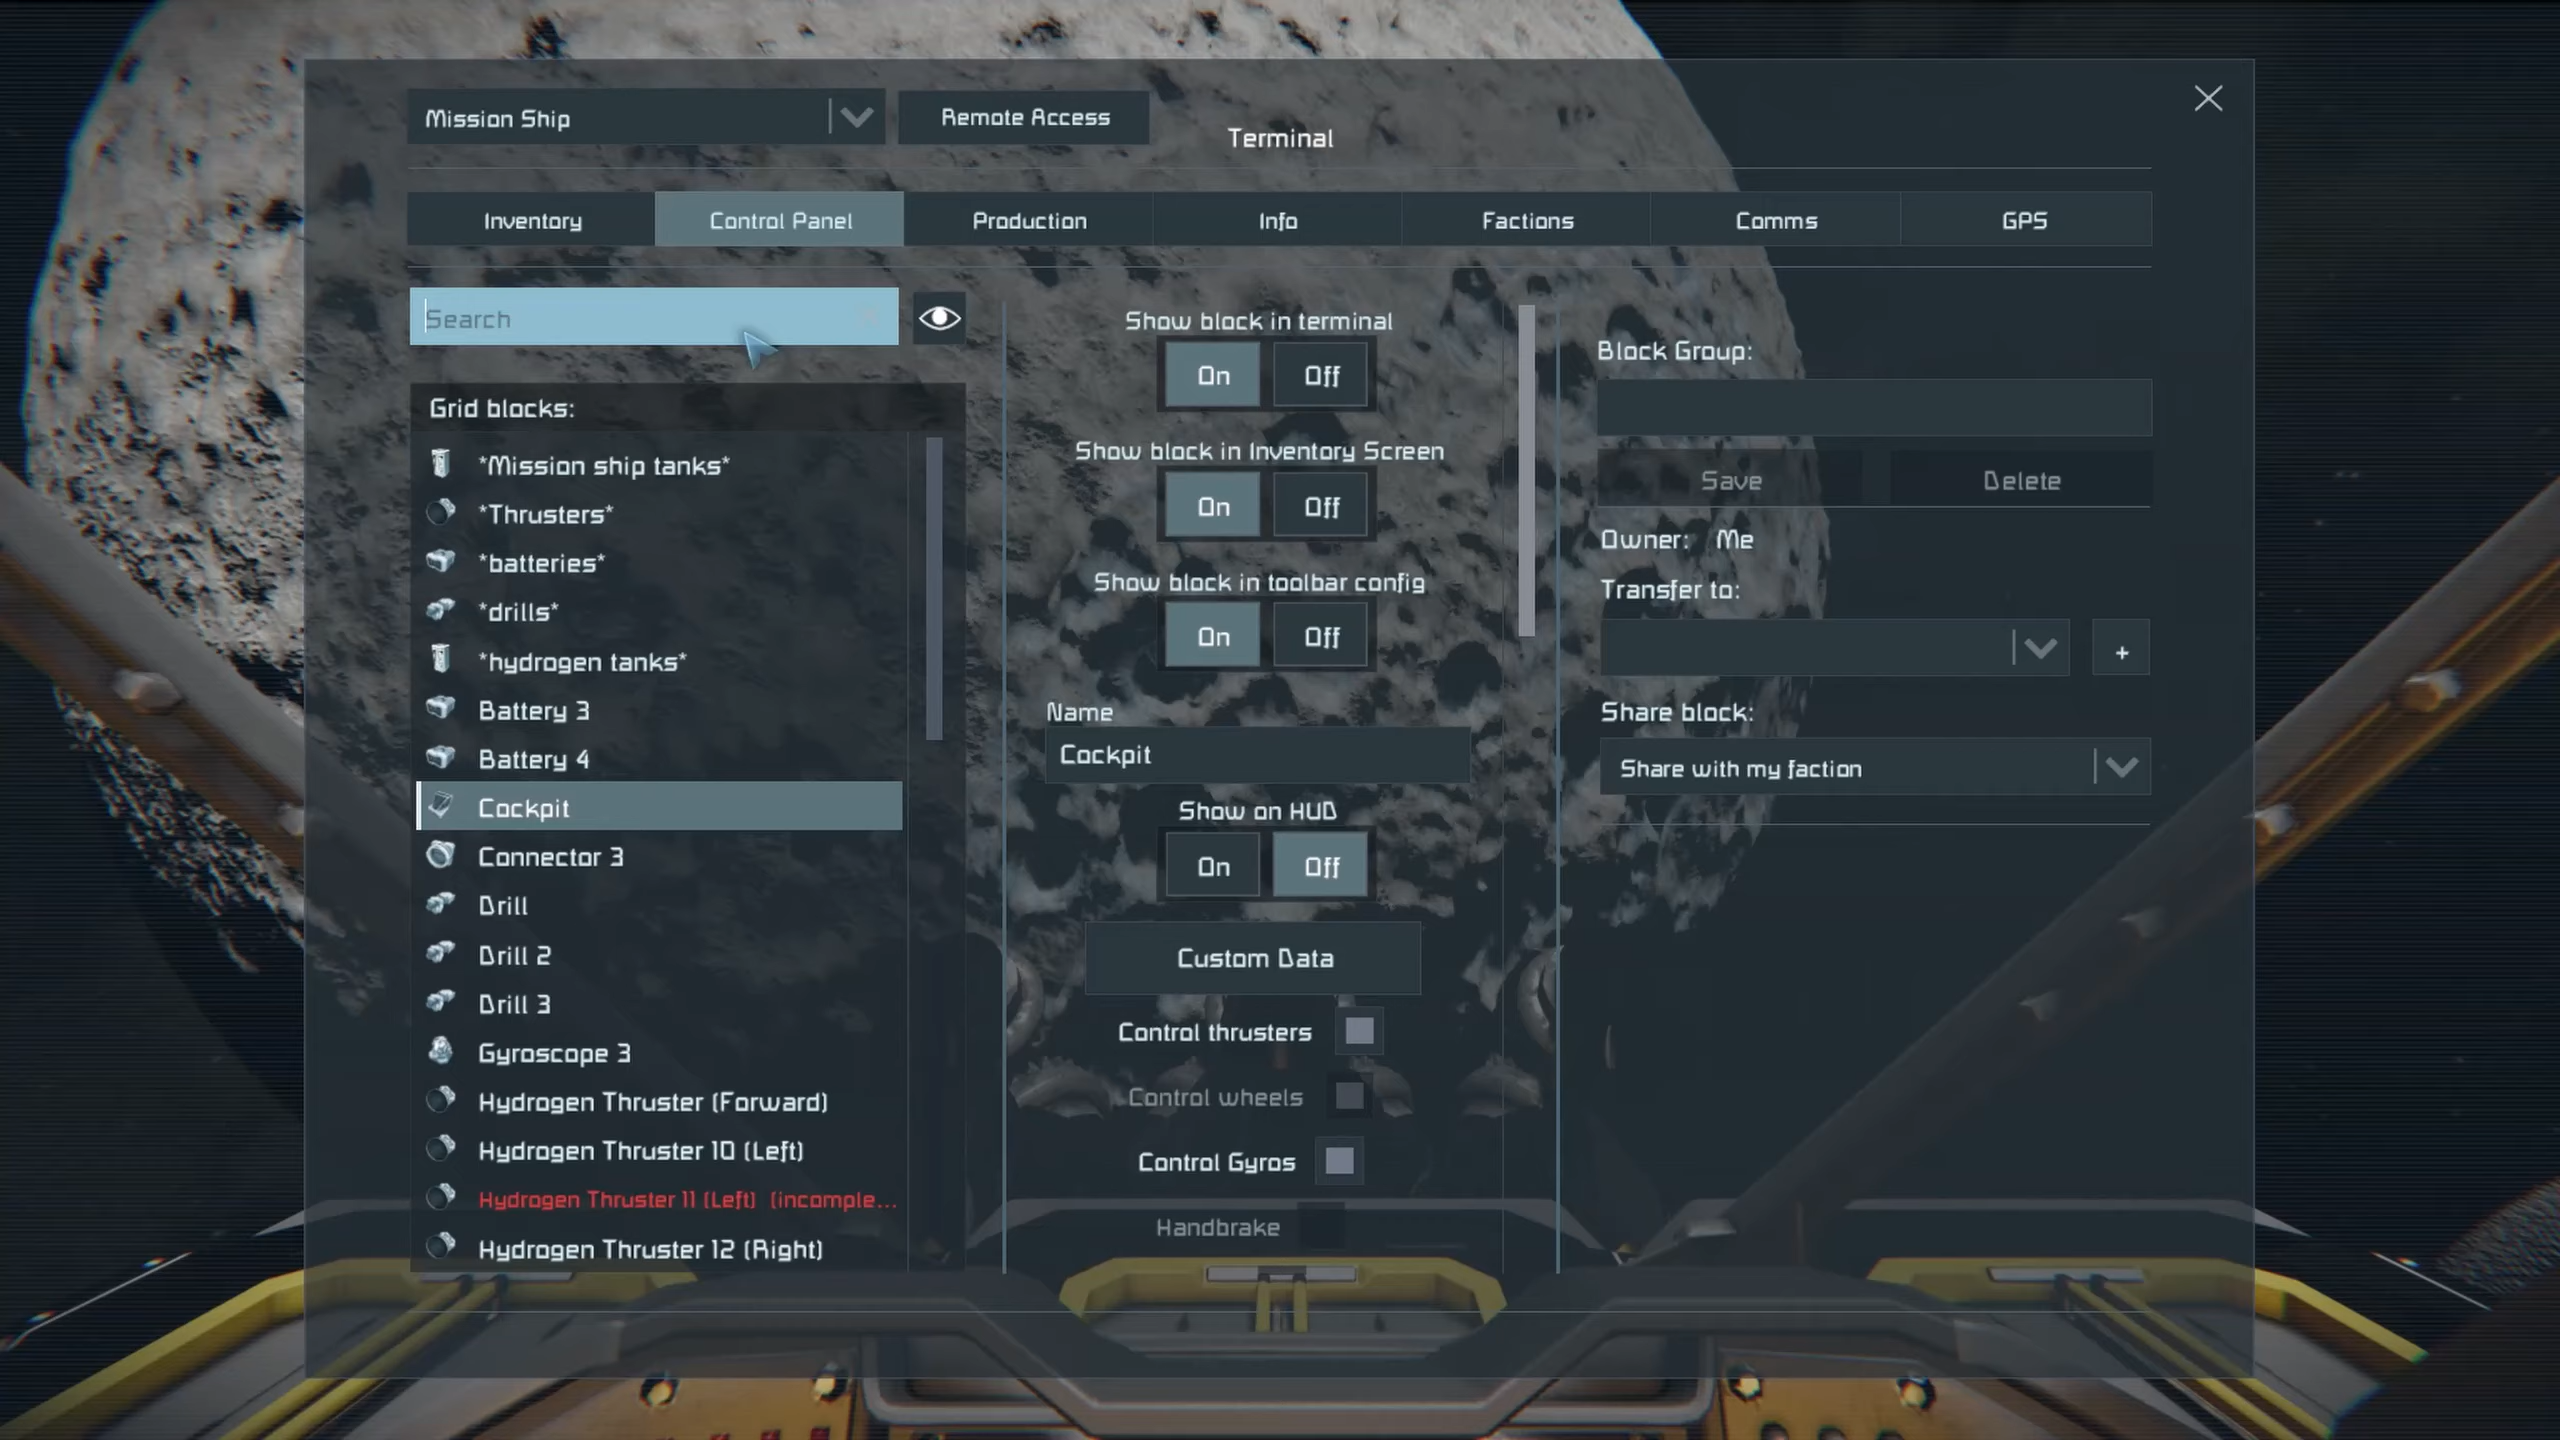 Mission Ship
Remote Access
Terminal
Inventory
Control Panel
Production
Info
Factions
Comms
GPS
Search
Grid blocks:
*Mission ship tanks*
*Thrusters*
*batteries*
*drills*
*hydrogen tanks*
Battery 3
Battery 4
Cockpit
Connector 3
Drill
Drill 2
Drill 3
Gyroscope 3
Hydrogen Thruster (Forward)
Hydrogen Thruster 10 (Left)
Hydrogen Thruster 11 (Left) (incomple...
Hydrogen Thruster 12 (Right)
Show block in terminal
On Off
Show block in Inventory Screen
On Off
Show block in toolbar config
On Off
Name
Cockpit
Show on HUD
On Off
Custom Data
Control thrusters
Control wheels
Control Gyros
Handbrake
Block Group:
Save Delete
Owner: Me
Transfer to:
+
Share block:
Share with my faction